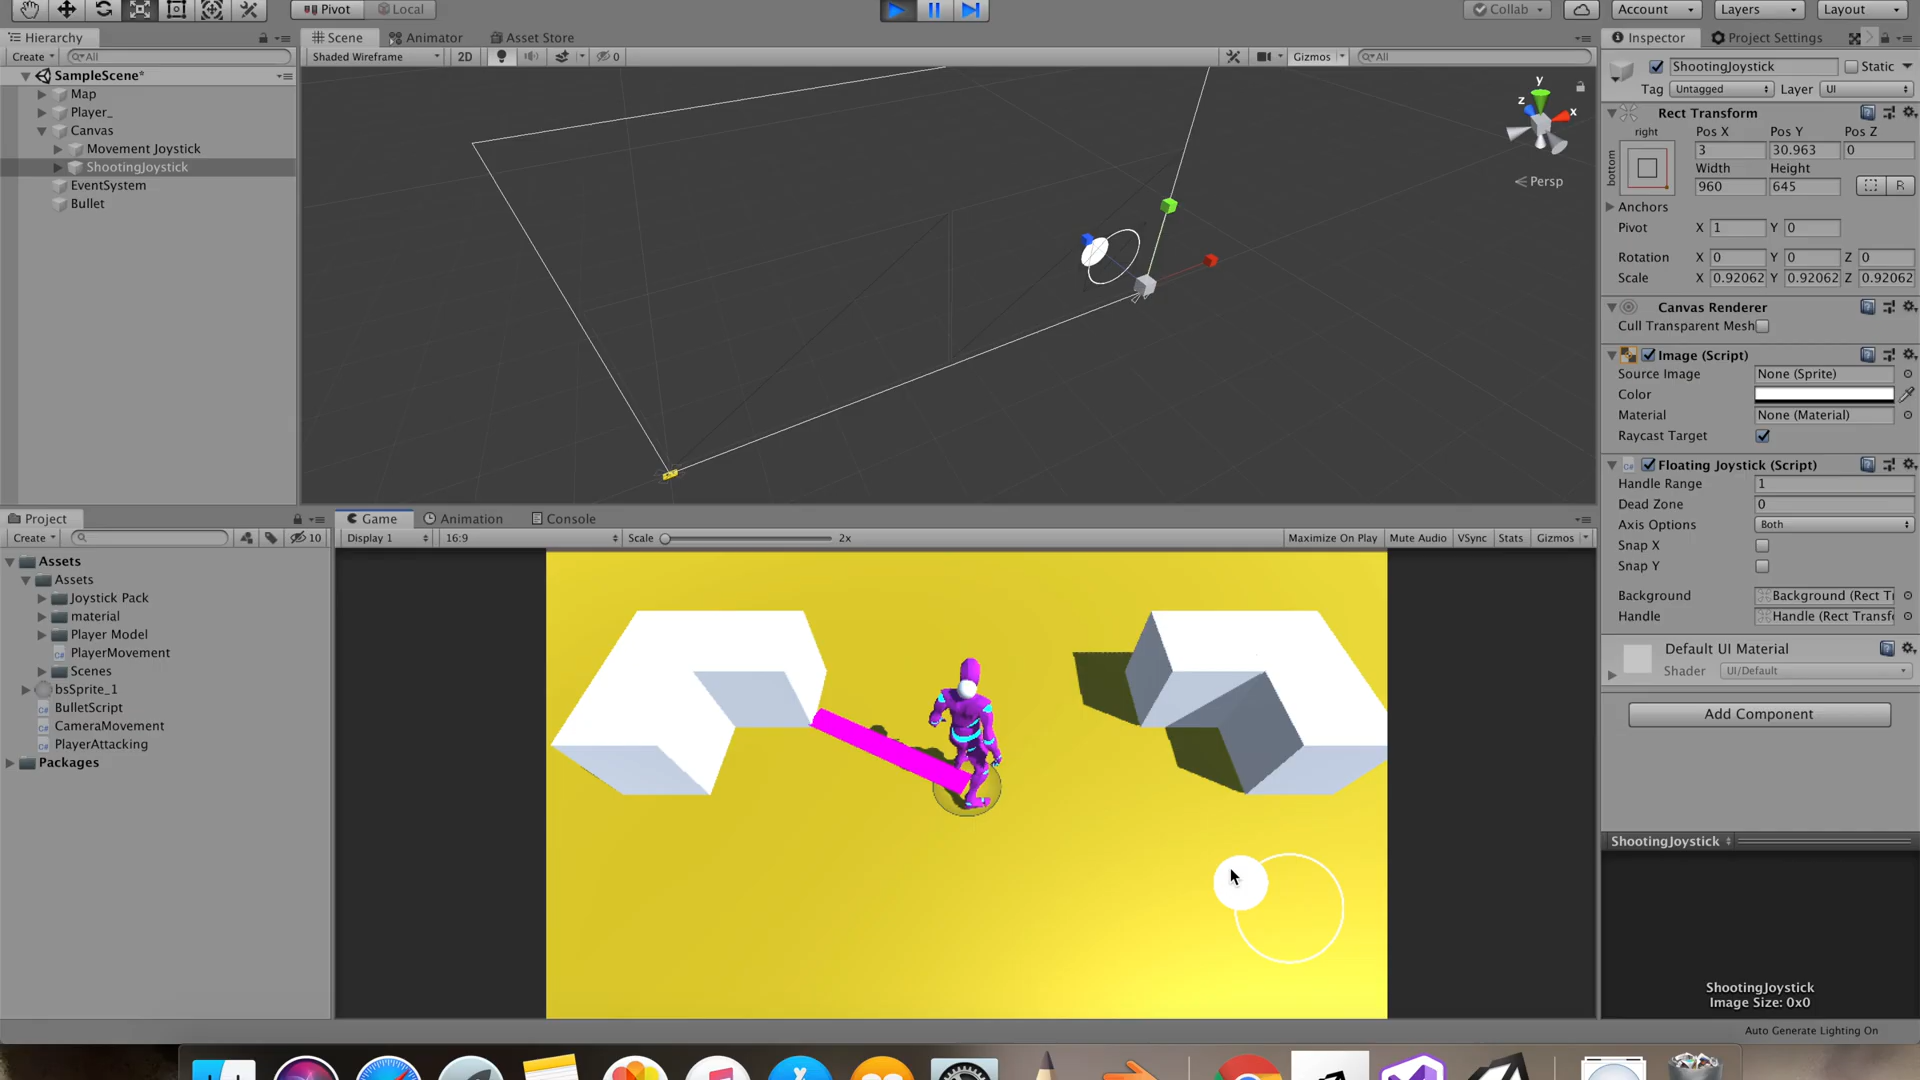 Pivot
Local
Collab
Account
Layers
Layout
Hierarchy
Create
All
SampleScene*
Map
Player_
Canvas
Movement Joystick
ShootingJoystick
EventSystem
Bullet
Scene
Animator
Asset Store
Shaded Wireframe
2D
0
Gizmos
All
y
z
x
Persp
Inspector
Project Settings
ShootingJoystick
Static
Tag
Untagged
Layer
UI
Rect Transform
right
bottom
Pos X
Pos Y
Pos Z
3
30.963
0
Width
Height
960
645
R
Anchors
Pivot
X 1
Y 0
Rotation
X 0
Y 0
Z 0
Scale
X 0.92062
Y 0.92062
Z 0.92062
Canvas Renderer
Cull Transparent Mesh
Image (Script)
Source Image
None (Sprite)
Color
Material
None (Material)
Raycast Target
Floating Joystick (Script)
Handle Range
1
Dead Zone
0
Axis Options
Both
Snap X
Snap Y
Background
Background (Rect Tr
Handle
Handle (Rect Transf
Default UI Material
Shader
UI/Default
Add Component
ShootingJoystick
ShootingJoystick
Image Size: 0x0
Auto Generate Lighting On
Project
Create
10
Assets
Assets
Joystick Pack
material
Player Model
PlayerMovement
Scenes
bsSprite_1
BulletScript
CameraMovement
PlayerAttacking
Packages
Game
Animation
Console
Display 1
16:9
Scale
2x
Maximize On Play
Mute Audio
VSync
Stats
Gizmos